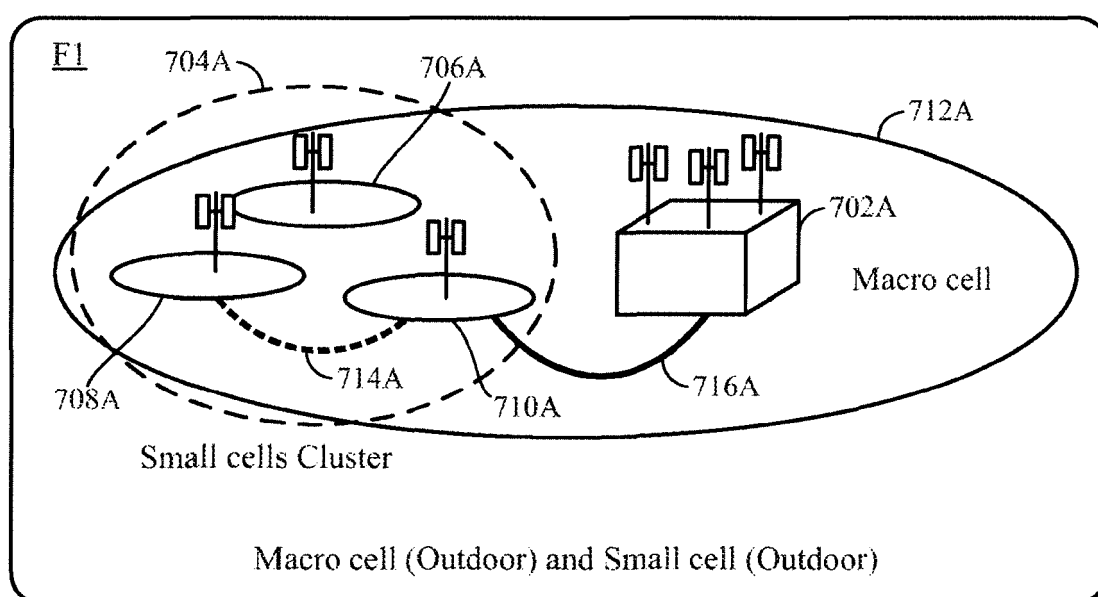 F1
704A
706A
712A
702A
Macro cell
714A
716A
708A
710A
Small cells Cluster
Macro cell (Outdoor) and Small cell (Outdoor)